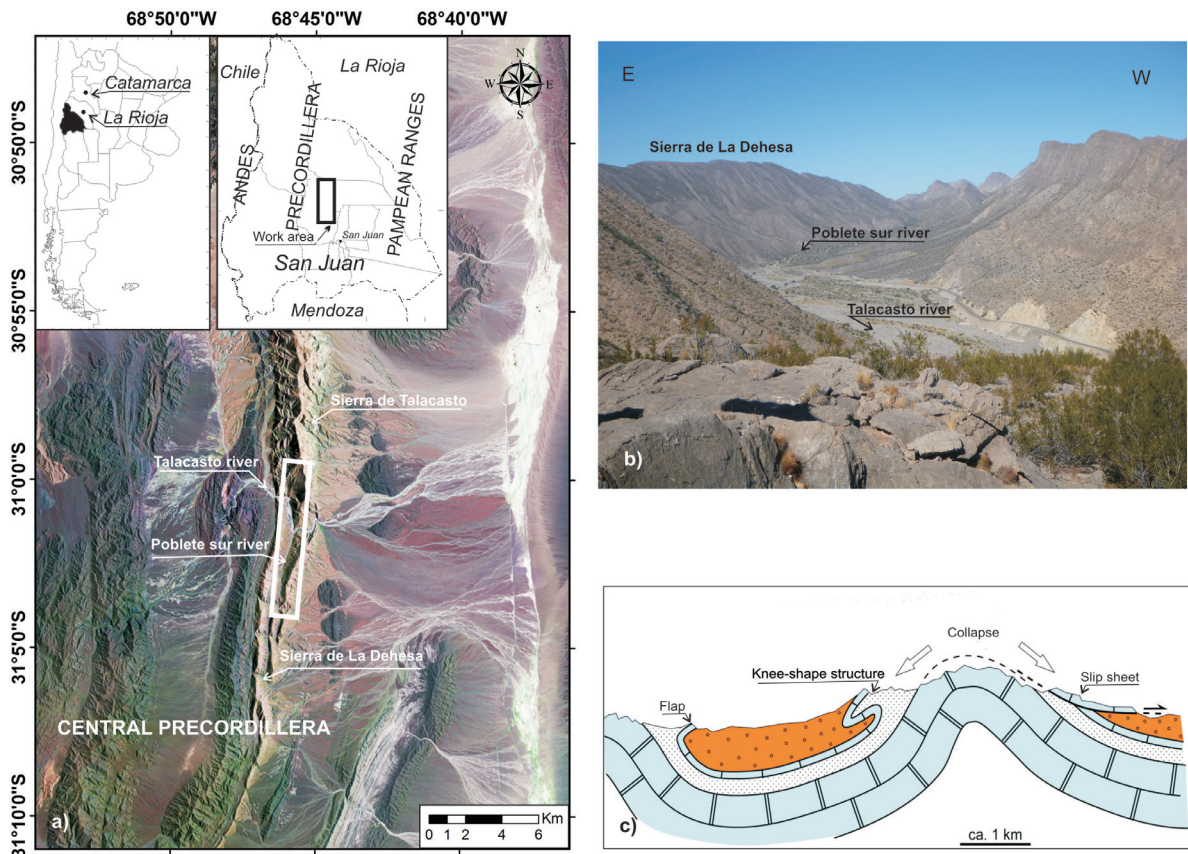 68°50'0"W
68°45'0"W
68°40'0"W
30°50'0"S
30°55'0"S
31°0'0"S
31°5'0"S
31°10'0"S
Catamarca
La Rioja
Chile
La Rioja
ANDES
PRECORDILLERA
PAMPEAN RANGES
Work area
San Juan
San Juan
Mendoza
N
W
E
S
Sierra de Talacasto
Talacasto river
Poblete sur river
Sierra de La Dehesa
CENTRAL PRECORDILLERA
a)
Km
0 1 2 4 6
E
W
Sierra de La Dehesa
Poblete sur river
Talacasto river
b)
Collapse
Knee-shape structure
Slip sheet
Flap
c)
ca. 1 km